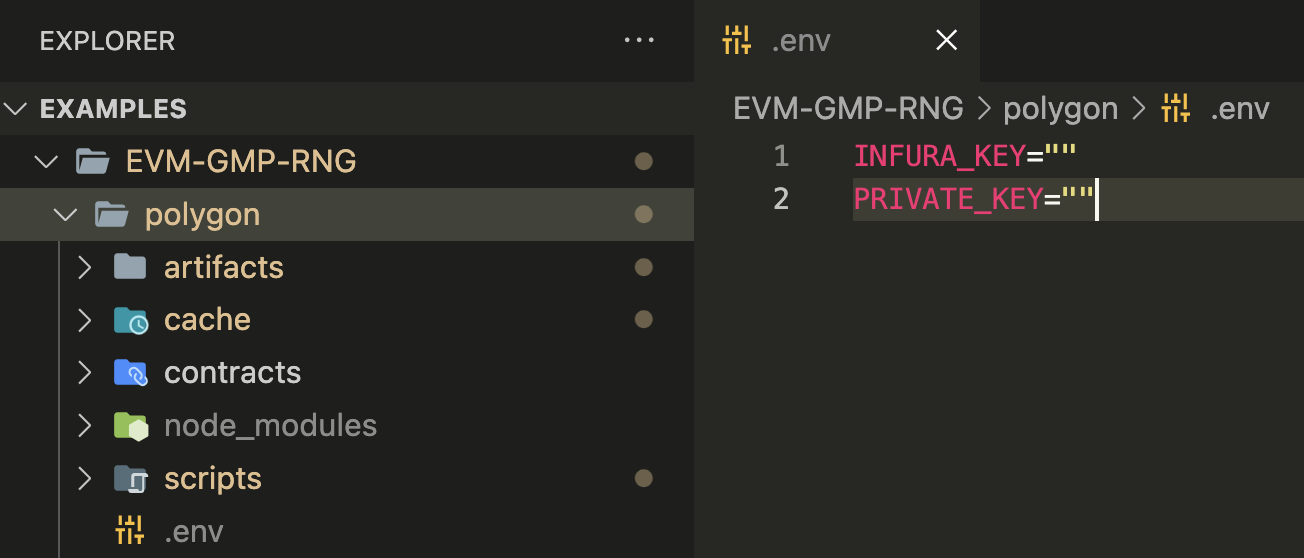 EXPLORER ...
EXAMPLES
EVM-GMP-RNG
polygon
artifacts
cache
contracts
node_modules
scripts
.env
.env
EVM-GMP-RNG > polygon > .env
1 INFURA_KEY=""
2 PRIVATE_KEY=""